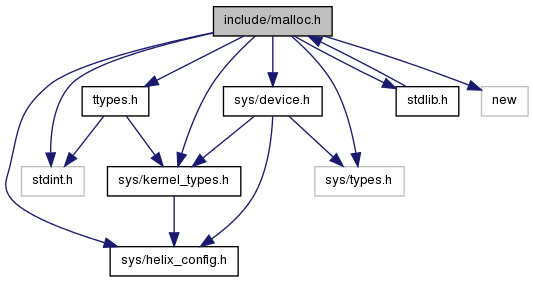 include/malloc.h
ttypes.h
sys/device.h
stdlib.h
new
stdint.h
sys/kernel_types.h
sys/types.h
sys/helix_config.h